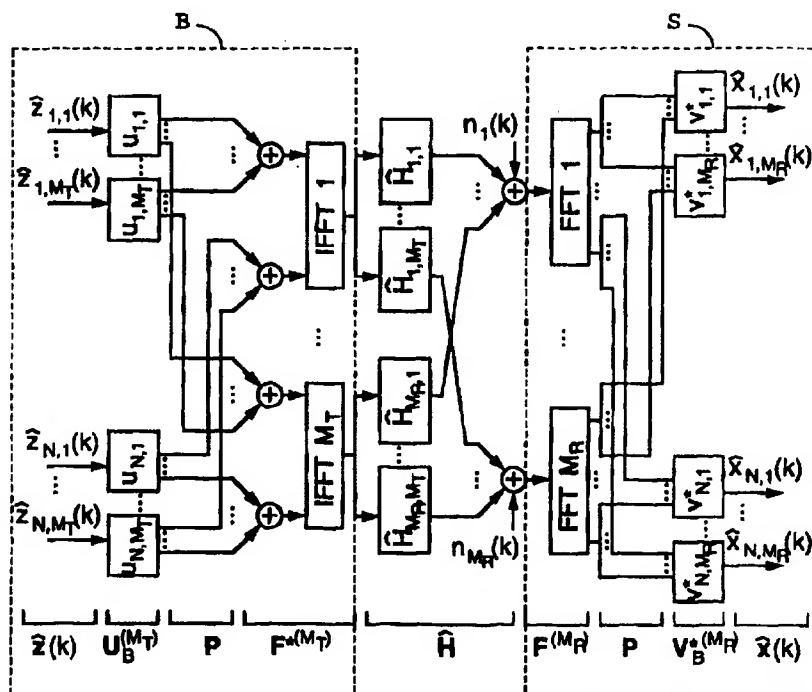 B
S
ẑ1,1(k)
u1,1
ẑ1,MT(k)
u1,MT
ẑN,1(k)
uN,1
ẑN,MT(k)
uN,MT
IFFT 1
IFFT MT
Ĥ1,1
Ĥ1,MT
ĤMR,1
ĤMR,MT
n1(k)
nMR(k)
FFT 1
FFT MR
v*1,1
x̂1,1(k)
v*1,MR
x̂1,MR(k)
v*N,1
x̂N,1(k)
v*N,MR
x̂N,MR(k)
ẑ(k) UB(MT) P F*(MT) Ĥ F(MR) P VB*(MR) x̂(k)